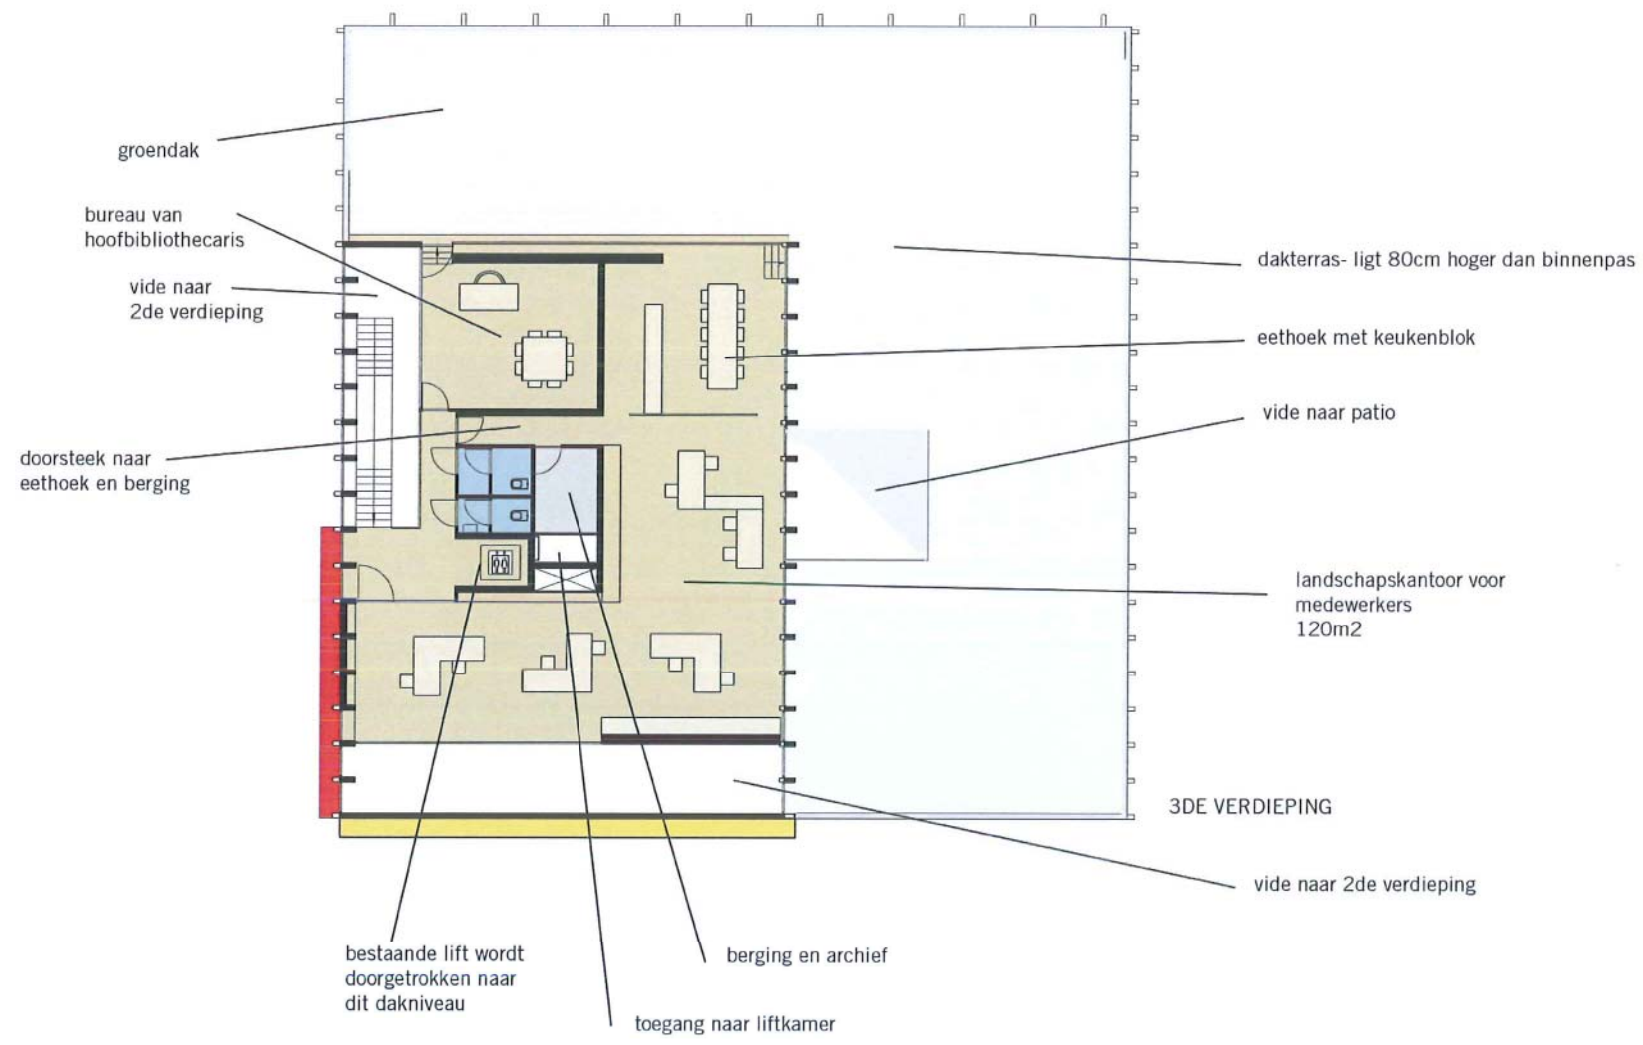 groendak
bureau van
hoofbibliothecaris
vide naar
2de verdieping
doorsteek naar
eethoek en berging
dakterras- ligt 80cm hoger dan binnenpas
eethoek met keukenblok
vide naar patio
landschapskantoor voor
medewerkers
120m2
3DE VERDIEPING
vide naar 2de verdieping
bestaande lift wordt
doorgetrokken naar
dit dakniveau
berging en archief
toegang naar liftkamer